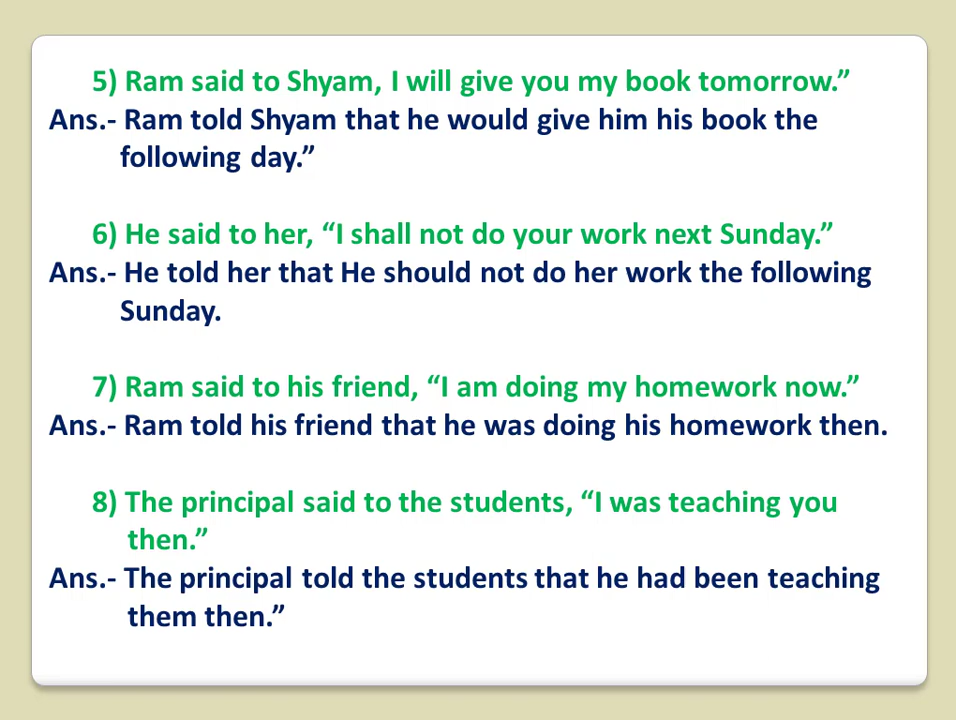 5) Ram said to Shyam, I will give you my book tomorrow.”
Ans.- Ram told Shyam that he would give him his book the
following day.”
6) He said to her, “I shall not do your work next Sunday.”
Ans.- He told her that He should not do her work the following
Sunday.
7) Ram said to his friend, “I am doing my homework now.”
Ans.- Ram told his friend that he was doing his homework then.
8) The principal said to the students, “I was teaching you
then.”
Ans.- The principal told the students that he had been teaching
them then.”